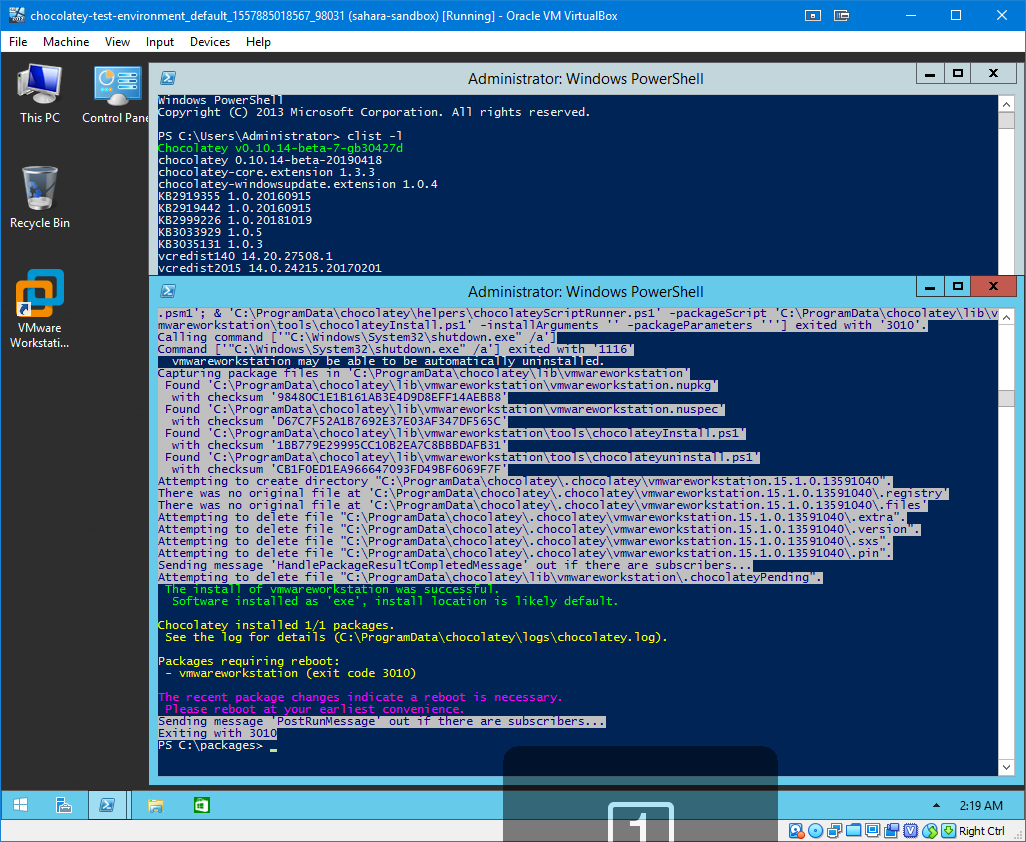 chocolatey-test-environment_default_1557885018567_98031 (sahara-sandbox) [Running] - Oracle VM VirtualBox
File Machine View Input Devices Help
This PC
Control Pane
Recycle Bin
VMware
Workstati...
Administrator: Windows PowerShell
Windows PowerShell
Copyright (C) 2013 Microsoft Corporation. All rights reserved.
PS C:\Users\Administrator> clist -l
Chocolatey v0.10.14-beta-7-gb30427d
chocolatey 0.10.14-beta-20190418
chocolatey-core.extension 1.3.3
chocolatey-windowsupdate.extension 1.0.4
KB2919355 1.0.20160915
KB2919442 1.0.20160915
KB2999226 1.0.20181019
KB3033929 1.0.5
KB3035131 1.0.3
vcredist140 14.20.27508.1
vcredist2015 14.0.24215.20170201
Administrator: Windows PowerShell
.psm1'; & 'C:\ProgramData\chocolatey\helpers\chocolateyScriptRunner.ps1' -packageScript 'C:\ProgramData\chocolatey\lib\v
mwareworkstation\tools\chocolateyInstall.ps1' -installArguments '' -packageParameters '''] exited with '3010'.
Calling command ['"C:\Windows\System32\shutdown.exe" /a']
Command ['"C:\Windows\System32\shutdown.exe" /a'] exited with '1116'
vmwareworkstation may be able to be automatically uninstalled.
Capturing package files in 'C:\ProgramData\chocolatey\lib\vmwareworkstation'
Found 'C:\ProgramData\chocolatey\lib\vmwareworkstation\vmwareworkstation.nupkg'
with checksum '98480C1E1B161AB3E4D9D8EFF14AEBB8'
Found 'C:\ProgramData\chocolatey\lib\vmwareworkstation\vmwareworkstation.nuspec'
with checksum 'D67C7F52A1B7692E37E03AF347DF565C'
Found 'C:\ProgramData\chocolatey\lib\vmwareworkstation\tools\chocolateyInstall.ps1'
with checksum '1BB779E29995CC10B2EA7C8BBBDAFB31'
Found 'C:\ProgramData\chocolatey\lib\vmwareworkstation\tools\chocolateyuninstall.ps1'
with checksum 'CB1F0ED1EA966647093FD49BF6069F7F'
Attempting to create directory "C:\ProgramData\chocolatey\.chocolatey\vmwareworkstation.15.1.0.13591040".
There was no original file at 'C:\ProgramData\chocolatey\.chocolatey\vmwareworkstation.15.1.0.13591040\.registry'
There was no original file at 'C:\ProgramData\chocolatey\.chocolatey\vmwareworkstation.15.1.0.13591040\.files'
Attempting to delete file "C:\ProgramData\chocolatey\.chocolatey\vmwareworkstation.15.1.0.13591040\.extra".
Attempting to delete file "C:\ProgramData\chocolatey\.chocolatey\vmwareworkstation.15.1.0.13591040\.version".
Attempting to delete file "C:\ProgramData\chocolatey\.chocolatey\vmwareworkstation.15.1.0.13591040\.sxs".
Attempting to delete file "C:\ProgramData\chocolatey\.chocolatey\vmwareworkstation.15.1.0.13591040\.pin".
Sending message 'HandlePackageResultCompletedMessage' out if there are subscribers...
Attempting to delete file "C:\ProgramData\chocolatey\lib\vmwareworkstation\.chocolateyPending".
The install of vmwareworkstation was successful.
Software installed as 'exe', install location is likely default.
Chocolatey installed 1/1 packages.
See the log for details (C:\ProgramData\chocolatey\logs\chocolatey.log).
Packages requiring reboot:
- vmwareworkstation (exit code 3010)
The recent package changes indicate a reboot is necessary.
Please reboot at your earliest convenience.
Sending message 'PostRunMessage' out if there are subscribers...
Exiting with 3010
PS C:\packages> _
1
2:19 AM
Right Ctrl